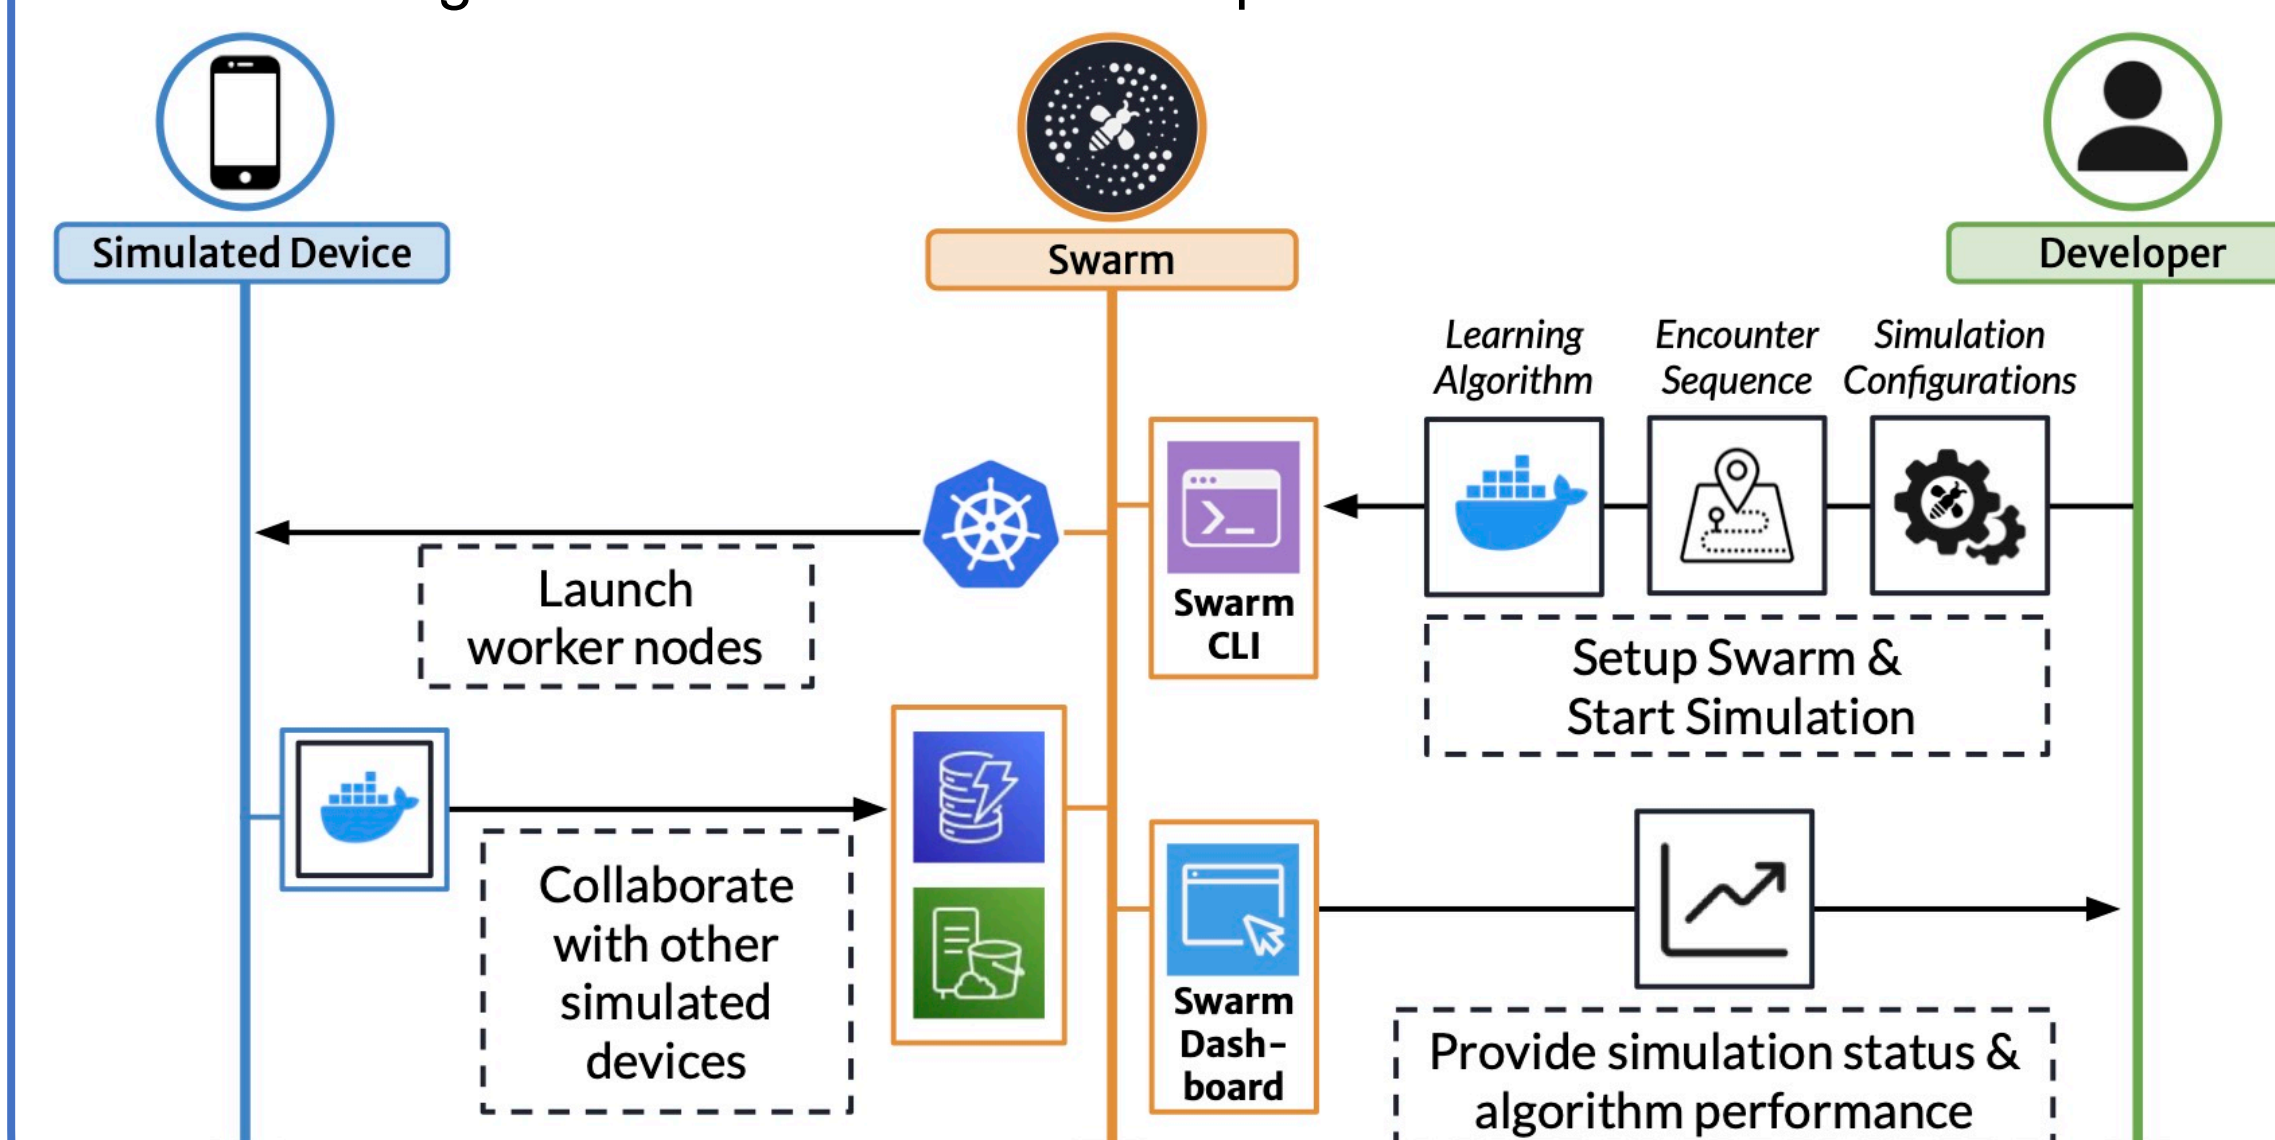 Simulated Device
Swarm
Developer
Learning
Algorithm
Encounter
Sequence
Simulation
Configurations
Swarm
CLI
Launch
worker nodes
Setup Swarm &
Start Simulation
Collaborate
with other
simulated
devices
Swarm
Dash-
board
Provide simulation status &
algorithm performance